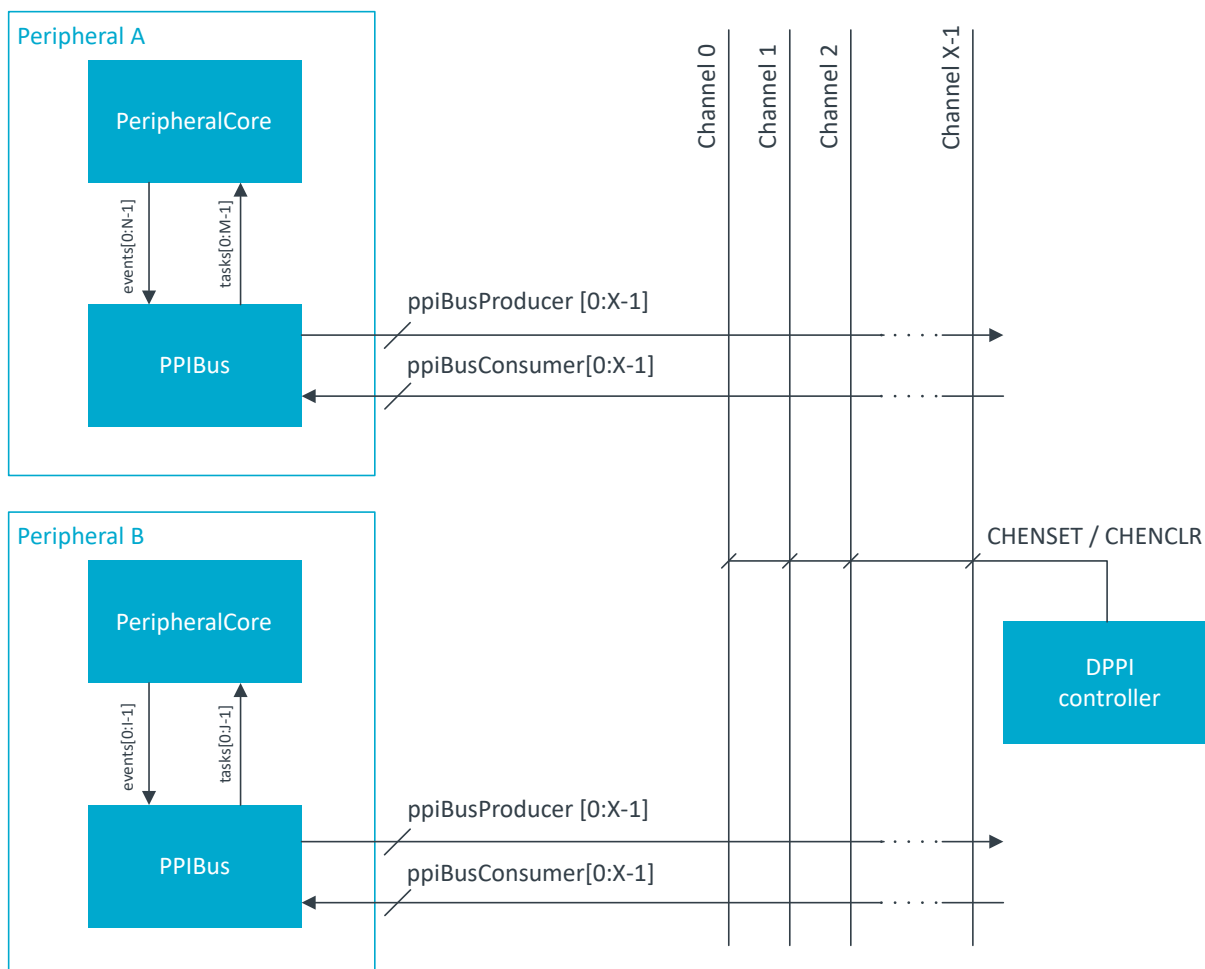 Peripheral A
PeripheralCore
events[0:N-1]
tasks[0:M-1]
PPIBus
ppiBusProducer [0:X-1]
ppiBusConsumer[0:X-1]
Channel 0
Channel 1
Channel 2
Channel X-1
Peripheral B
PeripheralCore
events[0:I-1]
tasks[0:J-1]
PPIBus
ppiBusProducer [0:X-1]
ppiBusConsumer[0:X-1]
CHENSET / CHENCLR
DPPI
controller